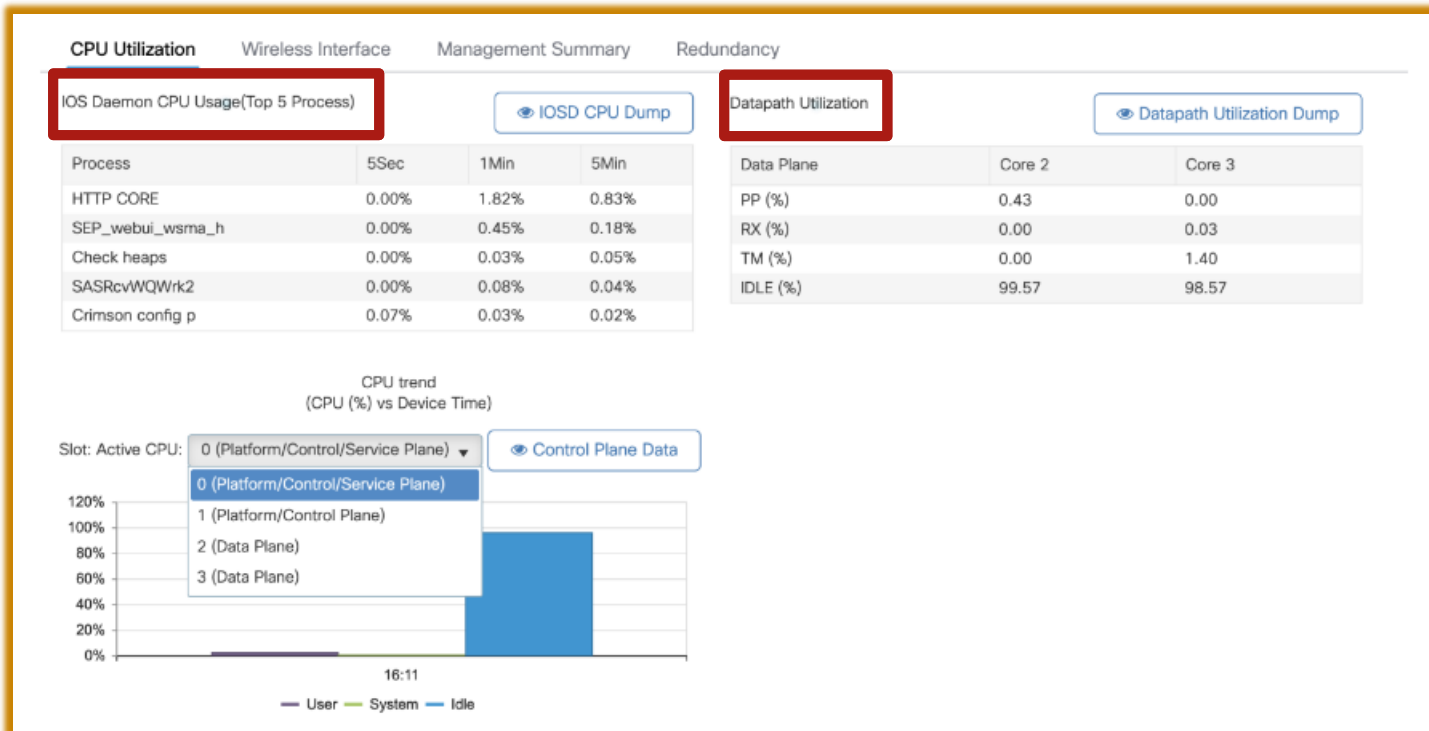 CPU Utilization Wireless Interface Management Summary Redundancy
IOS Daemon CPU Usage(Top 5 Process)
IOSD CPU Dump
Process 5Sec 1Min 5Min
HTTP CORE 0.00% 1.82% 0.83%
SEP_webui_wsma_h 0.00% 0.45% 0.18%
Check heaps 0.00% 0.03% 0.05%
SASRcvWQWrk2 0.00% 0.08% 0.04%
Crimson config p 0.07% 0.03% 0.02%
Datapath Utilization
Datapath Utilization Dump
Data Plane Core 2 Core 3
PP (%) 0.43 0.00
RX (%) 0.00 0.03
TM (%) 0.00 1.40
IDLE (%) 99.57 98.57
CPU trend
(CPU (%) vs Device Time)
Slot: Active CPU: 0 (Platform/Control/Service Plane)
Control Plane Data
0 (Platform/Control/Service Plane)
1 (Platform/Control Plane)
2 (Data Plane)
3 (Data Plane)
120%
100%
80%
60%
40%
20%
0%
16:11
User System Idle